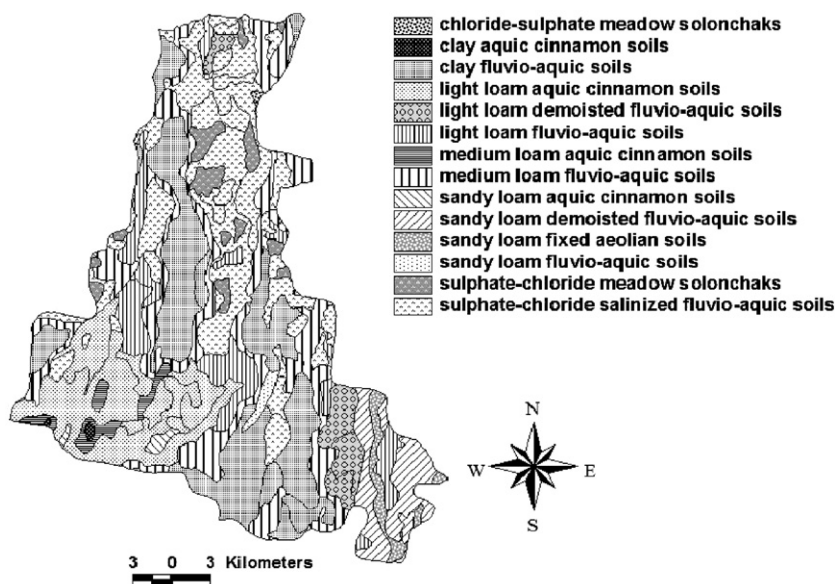 chloride-sulphate meadow solonchaks
clay aquic cinnamon soils
clay fluvio-aquic soils
light loam aquic cinnamon soils
light loam demoisted fluvio-aquic soils
light loam fluvio-aquic soils
medium loam aquic cinnamon soils
medium loam fluvio-aquic soils
sandy loam aquic cinnamon soils
sandy loam demoisted fluvio-aquic soils
sandy loam fixed aeolian soils
sandy loam fluvio-aquic soils
sulphate-chloride meadow solonchaks
sulphate-chloride salinized fluvio-aquic soils
N
W E
S
3 0 3 Kilometers